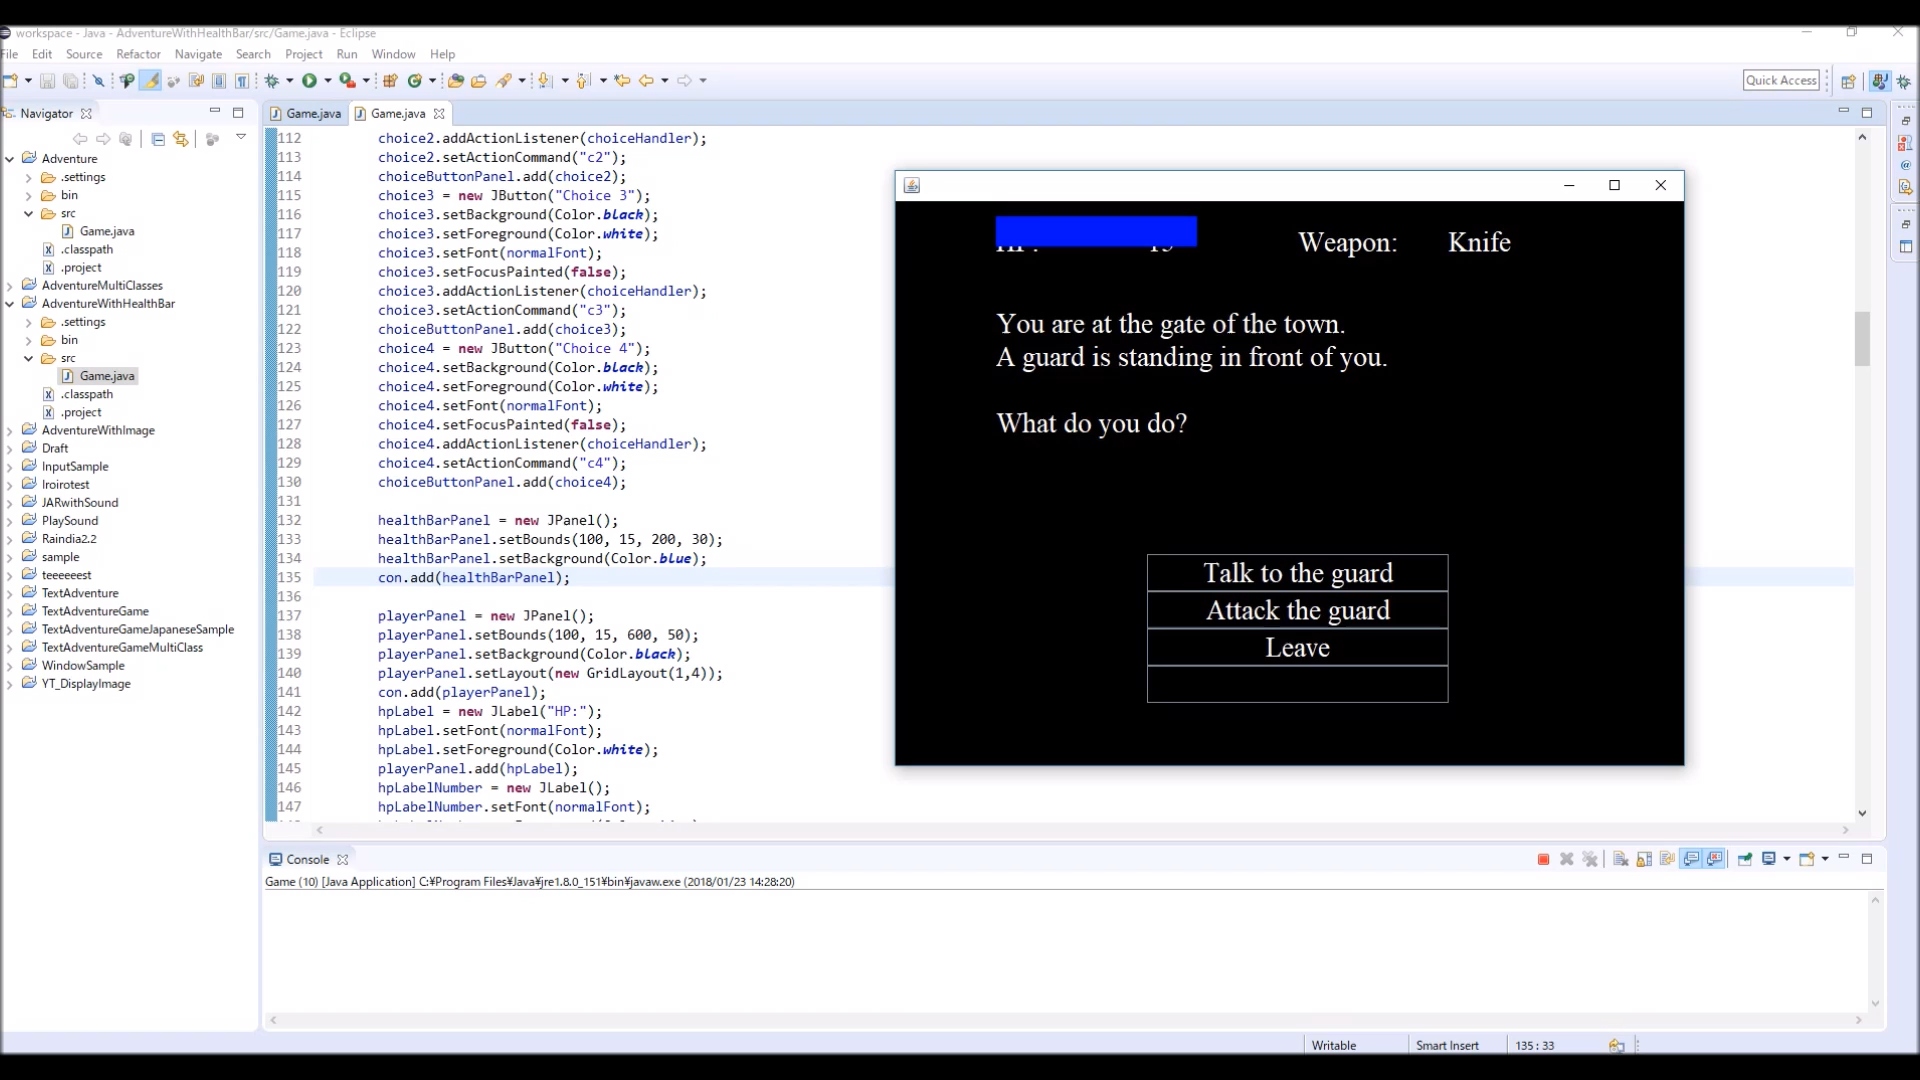 workspace - Java - AdventureWithHealthBar/src/Game.java - Eclipse
File Edit Source Refactor Navigate Search Project Run Window Help
Quick Access
Navigator
Adventure
.settings
bin
src
Game.java
.classpath
.project
AdventureMultiClasses
AdventureWithHealthBar
.settings
bin
src
Game.java
.classpath
.project
AdventureWithImage
Draft
InputSample
Iroirotest
JARwithSound
PlaySound
Raindia2.2
sample
teeeeeest
TextAdventure
TextAdventureGame
TextAdventureGameJapaneseSample
TextAdventureGameMultiClass
WindowSample
YT_DisplayImage
Game.java Game.java
112 choice2.addActionListener(choiceHandler);
113 choice2.setActionCommand("c2");
114 choiceButtonPanel.add(choice2);
115 choice3 = new JButton("Choice 3");
116 choice3.setBackground(Color.black);
117 choice3.setForeground(Color.white);
118 choice3.setFont(normalFont);
119 choice3.setFocusPainted(false);
120 choice3.addActionListener(choiceHandler);
121 choice3.setActionCommand("c3");
122 choiceButtonPanel.add(choice3);
123 choice4 = new JButton("Choice 4");
124 choice4.setBackground(Color.black);
125 choice4.setForeground(Color.white);
126 choice4.setFont(normalFont);
127 choice4.setFocusPainted(false);
128 choice4.addActionListener(choiceHandler);
129 choice4.setActionCommand("c4");
130 choiceButtonPanel.add(choice4);
131
132 healthBarPanel = new JPanel();
133 healthBarPanel.setBounds(100, 15, 200, 30);
134 healthBarPanel.setBackground(Color.blue);
135 con.add(healthBarPanel);
136
137 playerPanel = new JPanel();
138 playerPanel.setBounds(100, 15, 600, 50);
139 playerPanel.setBackground(Color.black);
140 playerPanel.setLayout(new GridLayout(1,4));
141 con.add(playerPanel);
142 hpLabel = new JLabel("HP:");
143 hpLabel.setFont(normalFont);
144 hpLabel.setForeground(Color.white);
145 playerPanel.add(hpLabel);
146 hpLabelNumber = new JLabel();
147 hpLabelNumber.setFont(normalFont);
Weapon: Knife
You are at the gate of the town.
A guard is standing in front of you.
What do you do?
Talk to the guard
Attack the guard
Leave
Console
Game (10) [Java Application] C:¥Program Files¥Java¥jre1.8.0_151¥bin¥javaw.exe (2018/01/23 14:28:20)
Writable Smart Insert 135 : 33